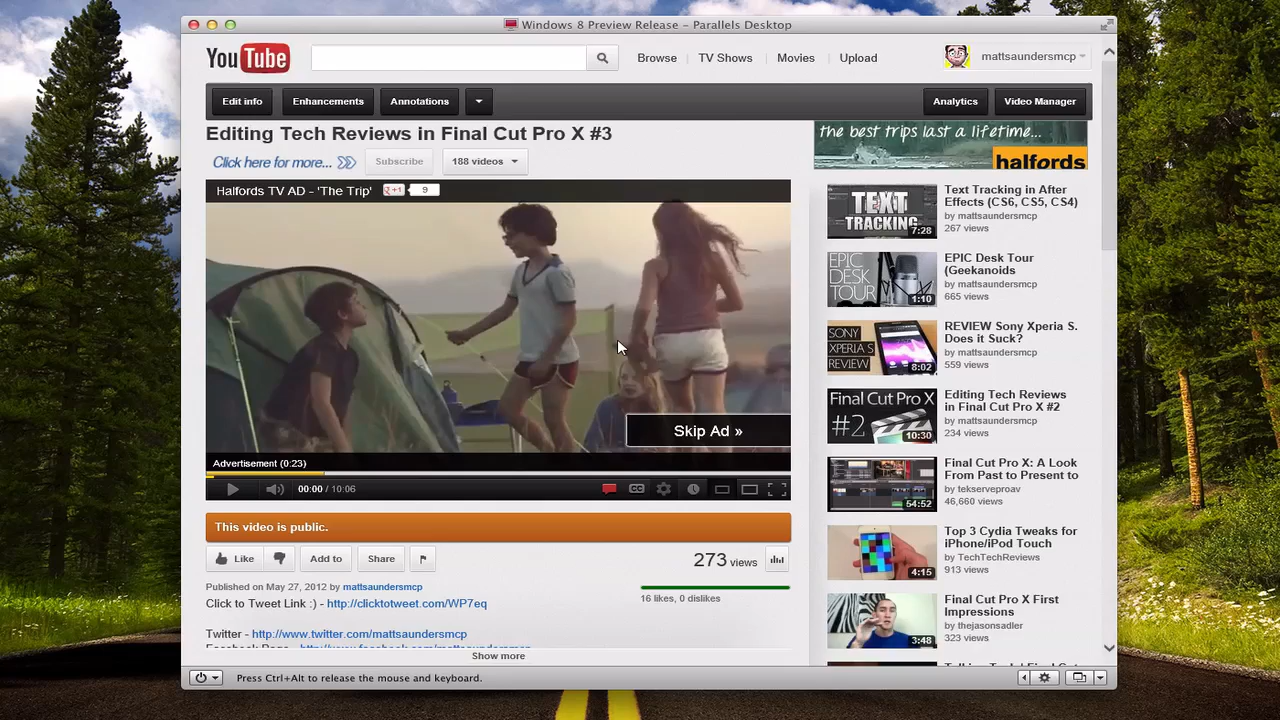 Windows 8 Preview Release – Parallels Desktop
YouTube
Browse
TV Shows
Movies
Upload
mattsaundersmcp
Edit info
Enhancements
Annotations
Analytics
Video Manager
Editing Tech Reviews in Final Cut Pro X #3
Click here for more...
Subscribe
188 videos
Halfords TV AD - 'The Trip'
+1
9
Skip Ad »
Advertisement (0:23)
00:00 / 10:06
CC
This video is public.
Like
Add to
Share
273 views
Published on May 27, 2012 by mattsaundersmcp
16 likes, 0 dislikes
Click to Tweet Link :) - http://clicktotweet.com/WP7eq
Twitter - http://www.twitter.com/mattsaundersmcp
Show more
the best trips last a lifetime...
halfords
TEXT
TRACKING
7:28
Text Tracking in After
Effects (CS6, CS5, CS4)
by mattsaundersmcp
267 views
EPIC
DESK
TOUR
1:10
EPIC Desk Tour
(Geekanoids
by mattsaundersmcp
665 views
SONY
XPERIA S
REVIEW
8:02
REVIEW Sony Xperia S.
Does it Suck?
by mattsaundersmcp
559 views
Final Cut Pro X
#2
10:30
Editing Tech Reviews
in Final Cut Pro X #2
by mattsaundersmcp
234 views
54:52
Final Cut Pro X: A Look
From Past to Present to
by tekserveproav
46,660 views
4:15
Top 3 Cydia Tweaks for
iPhone/iPod Touch
by TechTechReviews
913 views
3:48
Final Cut Pro X First
Impressions
by thejasonsadler
323 views
Press Ctrl+Alt to release the mouse and keyboard.